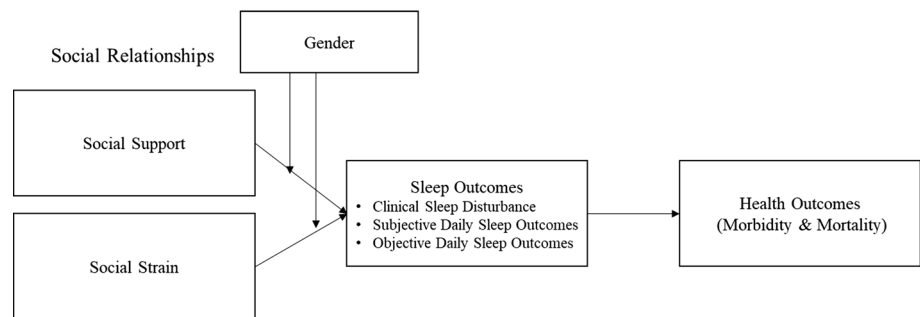 Gender
Social Relationships
Social Support
Social Strain
Sleep Outcomes
• Clinical Sleep Disturbance
• Subjective Daily Sleep Outcomes
• Objective Daily Sleep Outcomes
Health Outcomes
(Morbidity & Mortality)